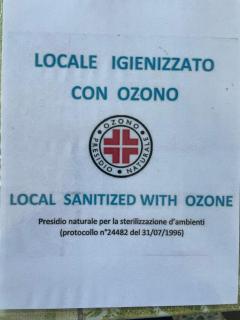 LOCALE IGIENIZZATO
CON OZONO
OZONO
PRESIDIO NATURALE
LOCAL SANITIZED WITH OZONE
Presidio naturale per la sterilizzazione d'ambienti
(protocollo n°24482 del 31/07/1996)